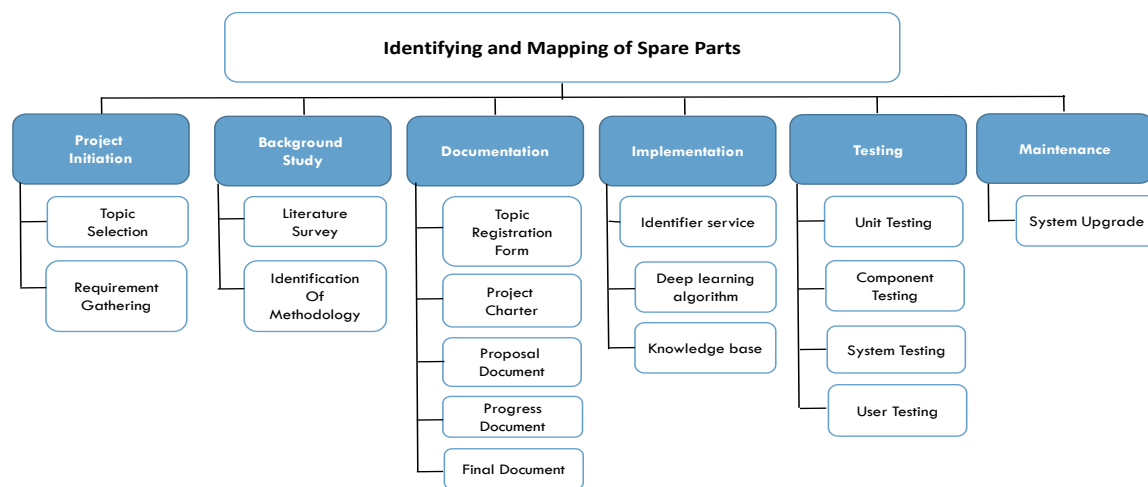 Identifying and Mapping of Spare Parts
Project
Initiation
Background
Study
Documentation
Implementation
Testing
Maintenance
Topic
Selection
Requirement
Gathering
Literature
Survey
Identification
Of
Methodology
Topic
Registration
Form
Project
Charter
Proposal
Document
Progress
Document
Final Document
Identifier service
Deep learning
algorithm
Knowledge base
Unit Testing
Component
Testing
System Testing
User Testing
System Upgrade